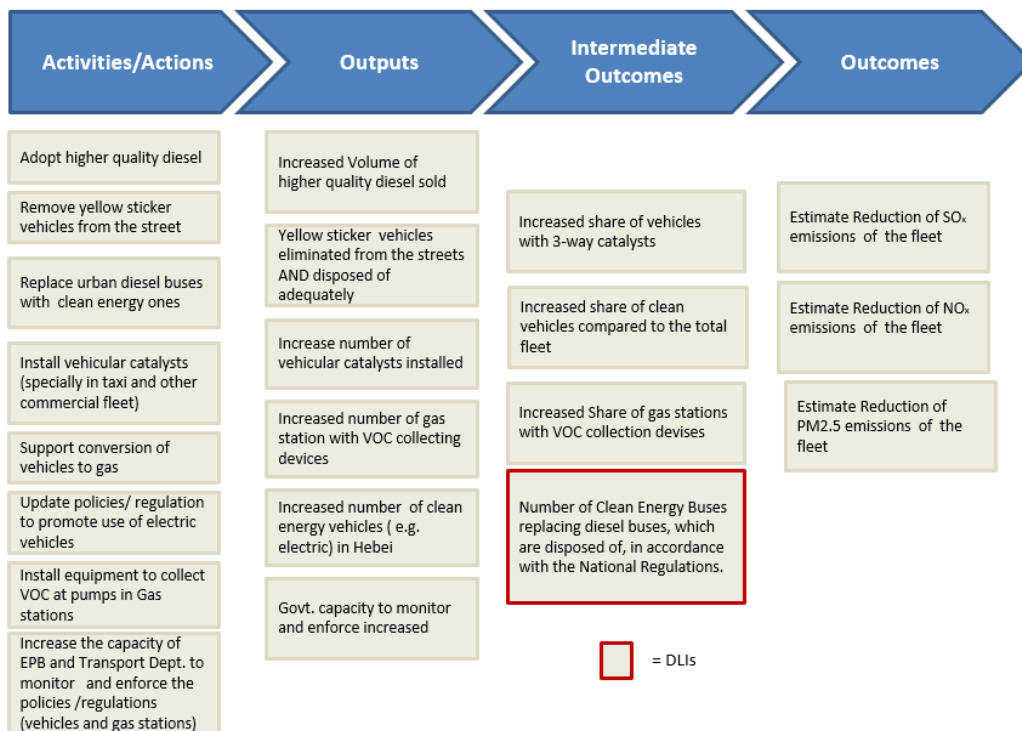 Activities/Actions
Outputs
Intermediate
Outcomes
Outcomes
Adopt higher quality diesel
Remove yellow sticker
vehicles from the street
Replace urban diesel buses
with clean energy ones
Install vehicular catalysts
(specially in taxi and other
commercial fleet)
Support conversion of
vehicles to gas
Update policies/ regulation
to promote use of electric
vehicles
Install equipment to collect
VOC at pumps in Gas
stations
Increase the capacity of
EPB and Transport Dept. to
monitor and enforce the
policies /regulations
(vehicles and gas stations)
Increased Volume of
higher quality diesel sold
Yellow sticker vehicles
eliminated from the streets
AND disposed of
adequately
Increase number of
vehicular catalysts installed
Increased number of gas
station with VOC collecting
devices
Increased number of clean
energy vehicles ( e.g.
electric) in Hebei
Govt. capacity to monitor
and enforce increased
Increased share of vehicles
with 3-way catalysts
Increased share of clean
vehicles compared to the total
fleet
Increased Share of gas stations
with VOC collection devises
Number of Clean Energy Buses
replacing diesel buses, which
are disposed of, in accordance
with the National Regulations.
= DLIs
Estimate Reduction of SOₓ
emissions of the fleet
Estimate Reduction of NOₓ
emissions of the fleet
Estimate Reduction of
PM2.5 emissions of the
fleet